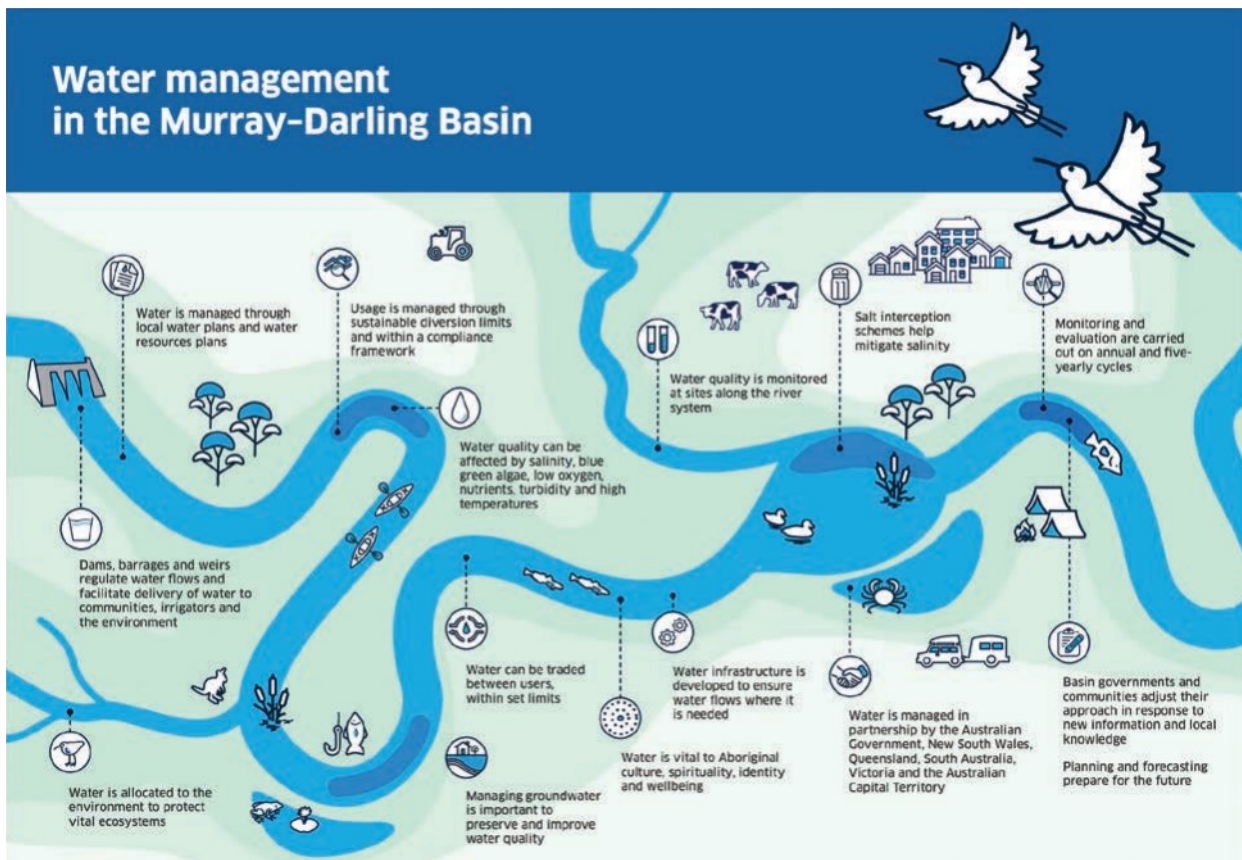 Water management
in the Murray–Darling Basin
Water is managed through
local water plans and water
resources plans
Usage is managed through
sustainable diversion limits
and within a compliance
framework
Salt interception
schemes help
mitigate salinity
Monitoring and
evaluation are carried
out on annual and five-
yearly cycles
Water quality is monitored
at sites along the river
system
Water quality can be
affected by salinity, blue
green algae, low oxygen,
nutrients, turbidity and high
temperatures
Dams, barrages and weirs
regulate water flows and
facilitate delivery of water to
communities, irrigators and
the environment
Water can be traded
between users,
within set limits
Water infrastructure is
developed to ensure
water flows where it
is needed
Water is managed in
partnership by the Australian
Government, New South Wales,
Queensland, South Australia,
Victoria and the Australian
Capital Territory
Basin governments and
communities adjust their
approach in response to
new information and local
knowledge
Planning and forecasting
prepare for the future
Water is allocated to the
environment to protect
vital ecosystems
Managing groundwater
is important to
preserve and improve
water quality
Water is vital to Aboriginal
culture, spirituality, identity
and wellbeing